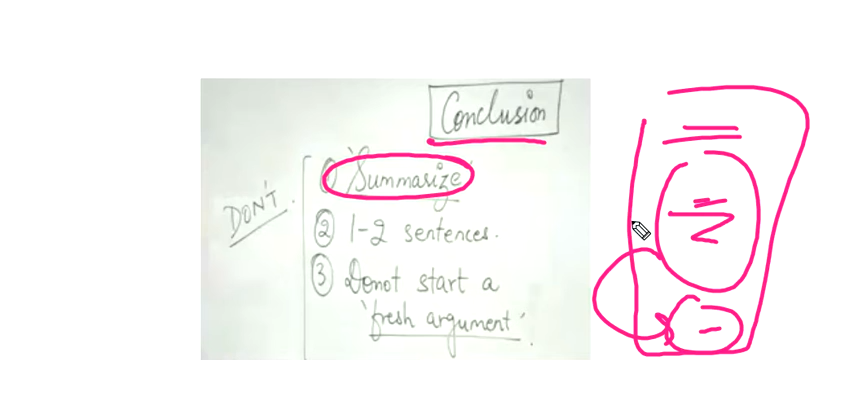 Conclusion
① 'Summarize'
DON'T.
② 1-2 sentences.
③ Donot start a
'fresh argument'.